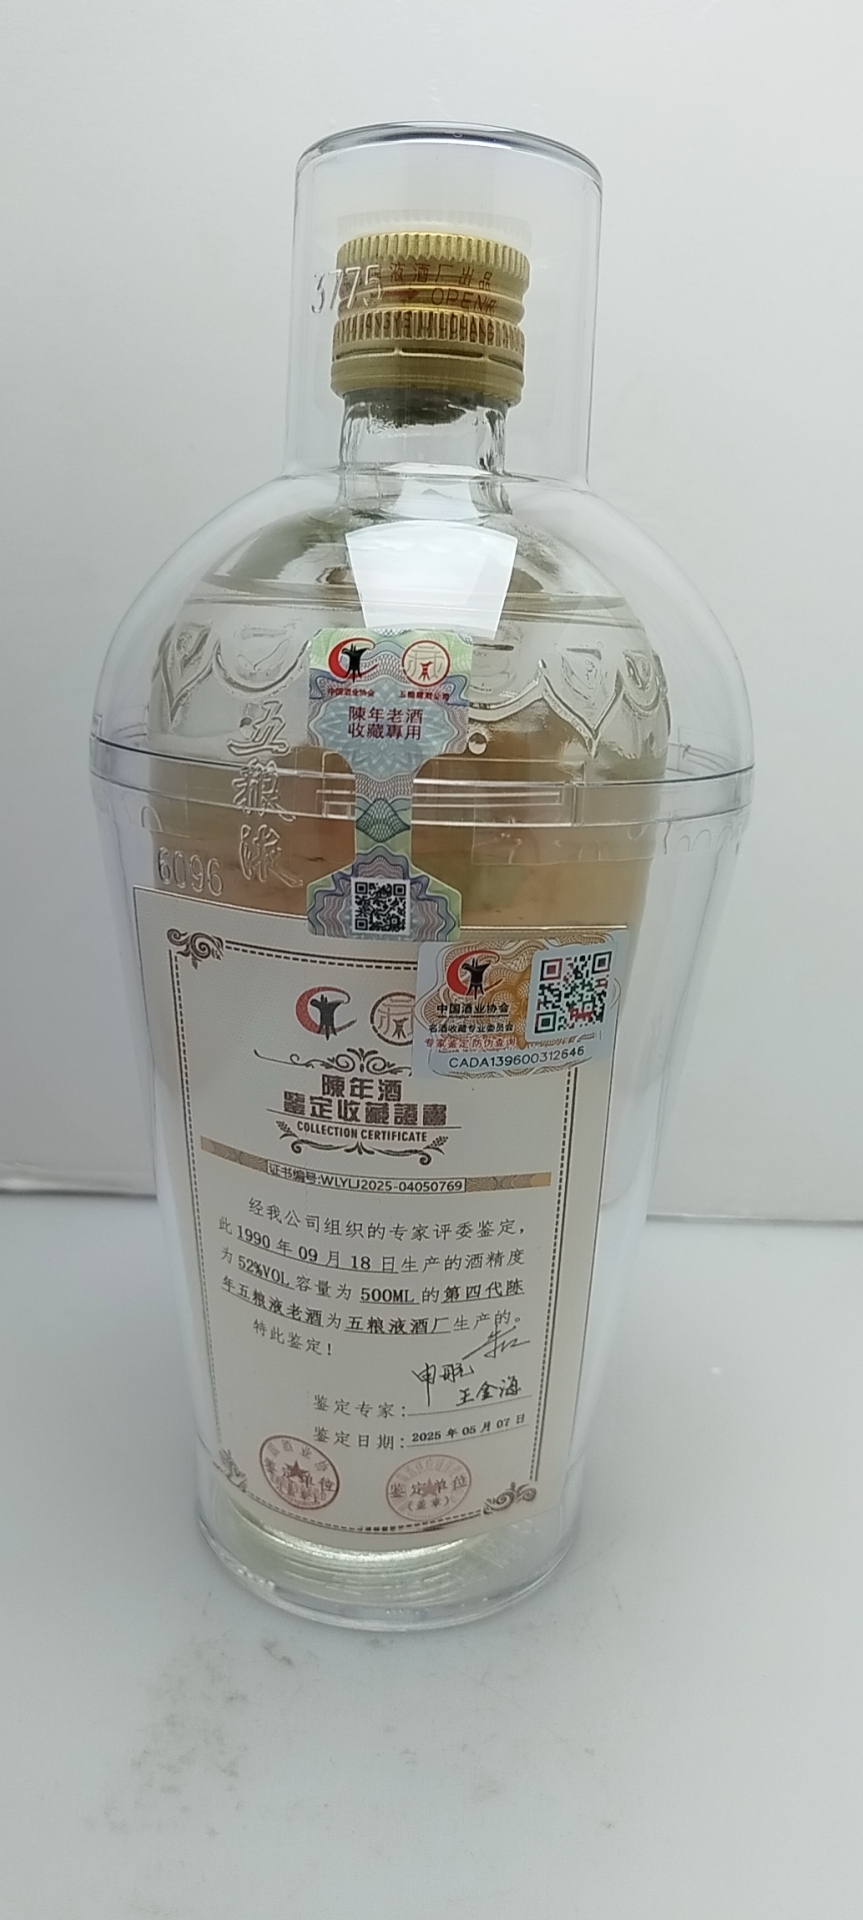 3775
液酒厂出品
OPEN
中国酒业协会
陳年老酒
收藏專用
五粮液
6096
中国酒业协会
名酒收藏专业委员会
专家鉴定防伪查询
CADA139600312646
陳年酒
鑒定收藏證書
COLLECTION CERTIFICATE
证书编号:WLYLJ2025-04050769
经我公司组织的专家评委鉴定,
此1990年09月18日生产的酒精度
为52%VOL容量为500ML的第四代陈
年五粮液老酒为五粮液酒厂生产的。
特此鉴定!
申航
王金海
鉴定专家:
鉴定日期:2025年05月07日
鉴定单位
鉴定单位
(盖章)